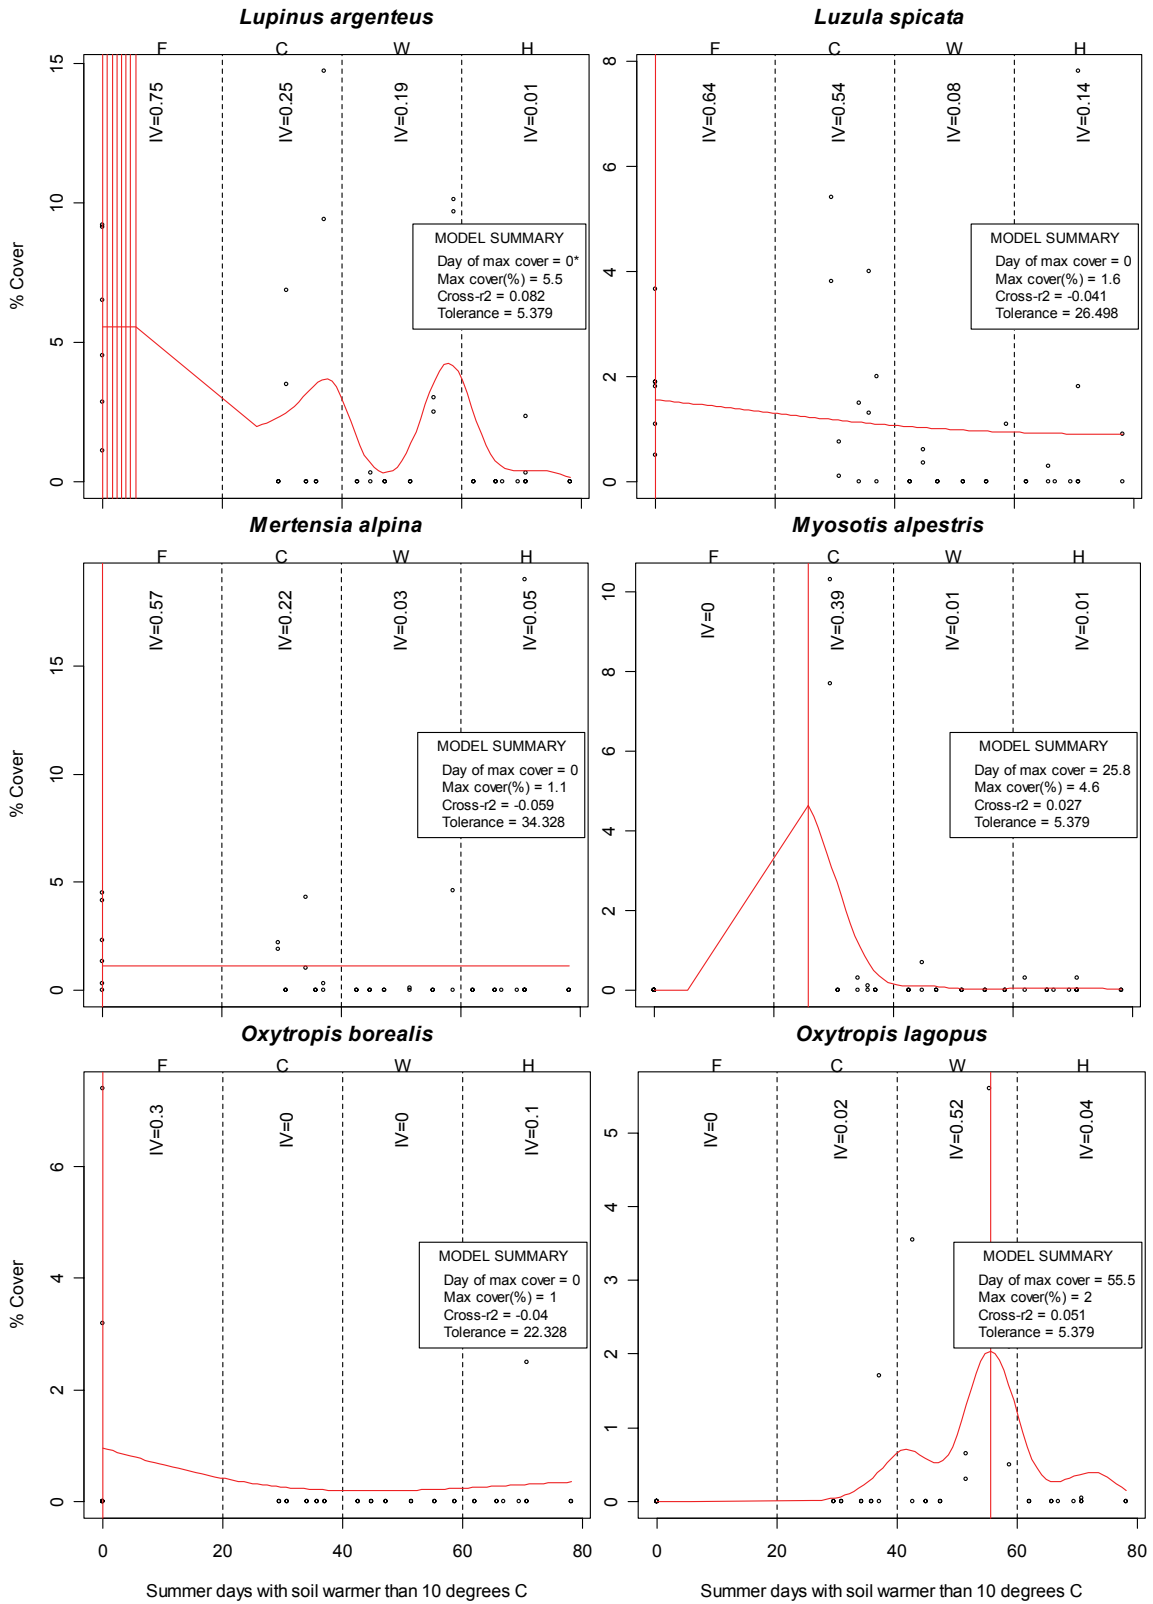 Lupinus argenteus
F C W H
IV=0.75
IV=0.25
IV=0.19
IV=0.01
15
10
5
0
% Cover
MODEL SUMMARY
Day of max cover = 0*
Max cover(%) = 5.5
Cross-r2 = 0.082
Tolerance = 5.379
Luzula spicata
F C W H
IV=0.64
IV=0.54
IV=0.08
IV=0.14
8
6
4
2
0
MODEL SUMMARY
Day of max cover = 0
Max cover(%) = 1.6
Cross-r2 = -0.041
Tolerance = 26.498
Mertensia alpina
F C W H
IV=0.57
IV=0.22
IV=0.03
IV=0.05
15
10
5
0
% Cover
MODEL SUMMARY
Day of max cover = 0
Max cover(%) = 1.1
Cross-r2 = -0.059
Tolerance = 34.328
Myosotis alpestris
F C W H
IV=0
IV=0.39
IV=0.01
IV=0.01
10
8
6
4
2
0
MODEL SUMMARY
Day of max cover = 25.8
Max cover(%) = 4.6
Cross-r2 = 0.027
Tolerance = 5.379
Oxytropis borealis
F C W H
IV=0.3
IV=0
IV=0
IV=0.1
6
4
2
0
% Cover
MODEL SUMMARY
Day of max cover = 0
Max cover(%) = 1
Cross-r2 = -0.04
Tolerance = 22.328
0 20 40 60 80
Summer days with soil warmer than 10 degrees C
Oxytropis lagopus
F C W H
IV=0
IV=0.02
IV=0.52
IV=0.04
5
4
3
2
1
0
MODEL SUMMARY
Day of max cover = 55.5
Max cover(%) = 2
Cross-r2 = 0.051
Tolerance = 5.379
0 20 40 60 80
Summer days with soil warmer than 10 degrees C